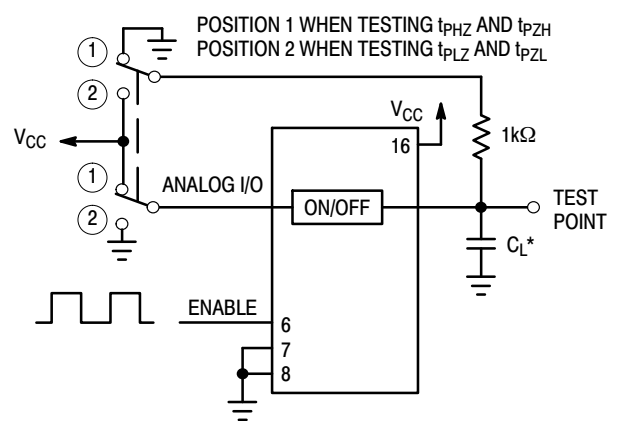 POSITION 1 WHEN TESTING tPHZ AND tPZH
POSITION 2 WHEN TESTING tPLZ AND tPZL
1
2
VCC
VCC
16
1kΩ
1
ANALOG I/O
ON/OFF
TEST
POINT
2
CL*
ENABLE
6
7
8